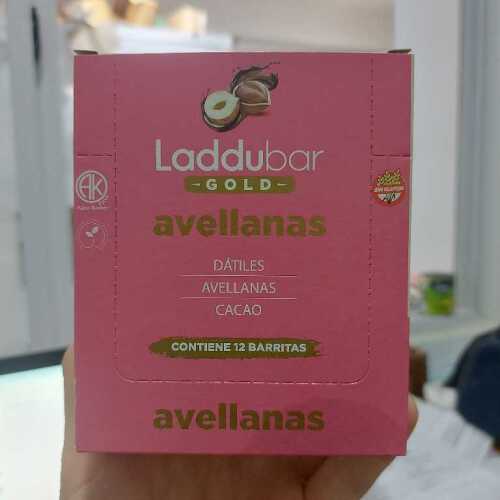 Laddubar
GOLD
avellanas
DÁTILES
AVELLANAS
CACAO
CONTIENE 12 BARRITAS
avellanas